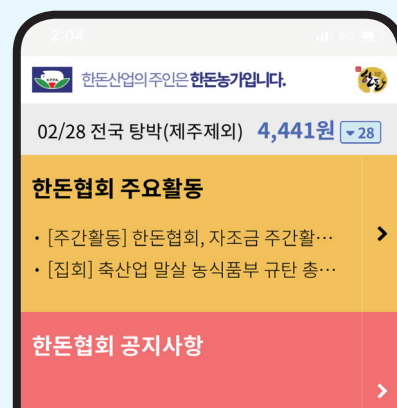 2:04
5G
KPPA 한돈산업의 주인은 한돈농가입니다. 한돈
02/28 전국 탕박(제주제외) 4,441원 ▼28
한돈협회 주요활동
· [주간활동] 한돈협회, 자조금 주간활…
· [집회] 축산업 말살 농식품부 규탄 총…
한돈협회 공지사항